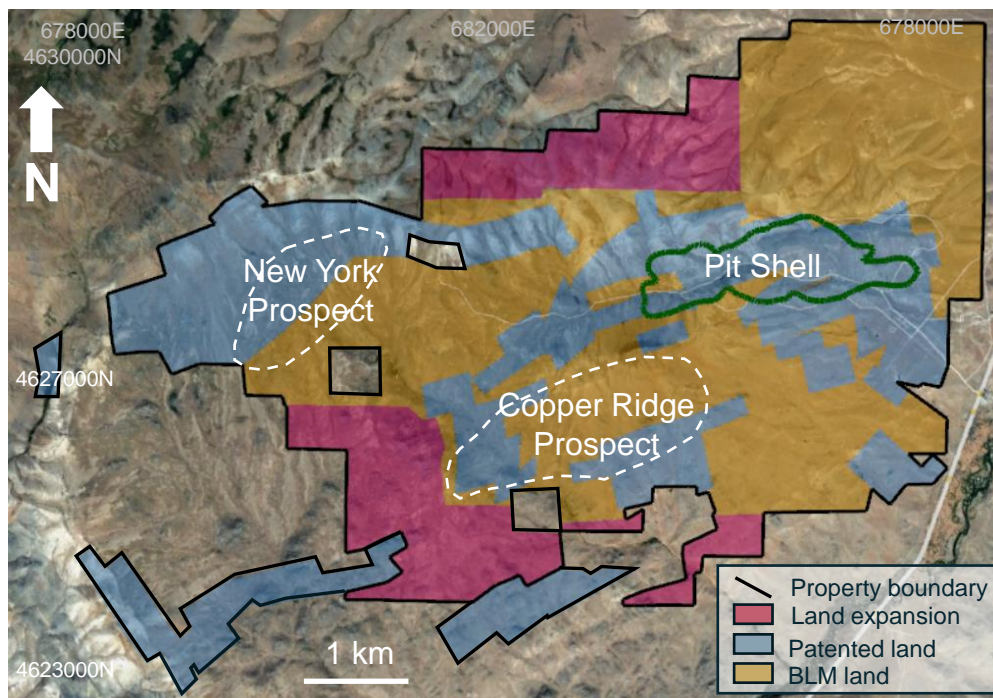 678000E
682000E
678000E
4630000N
N
New York
Prospect
Pit Shell
4627000N
Copper Ridge
Prospect
Property boundary
Land expansion
Patented land
BLM land
1 km
4623000N